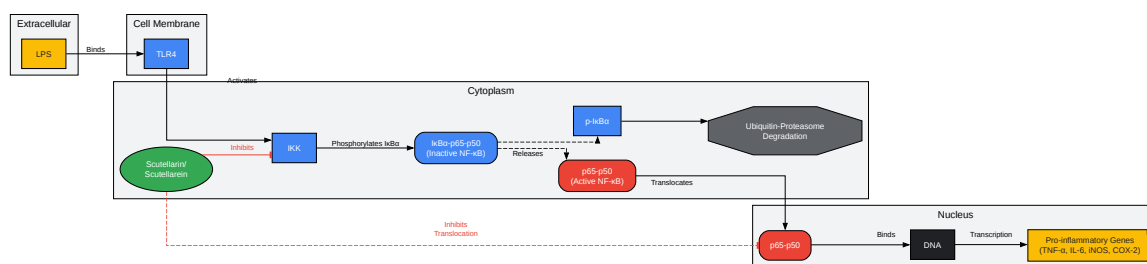 Extracellular
LPS
Binds
Cell Membrane
TLR4
Activates
Cytoplasm
IKK
Inhibits
Scutellarin/
Scutellarein
Phosphorylates IκBα
IκBα-p65-p50
(Inactive NF-κB)
Releases
p-IκBα
Ubiquitin-Proteasome
Degradation
p65-p50
(Active NF-κB)
Translocates
Inhibits
Translocation
Nucleus
p65-p50
Binds
DNA
Transcription
Pro-inflammatory Genes
(TNF-α, IL-6, iNOS, COX-2)